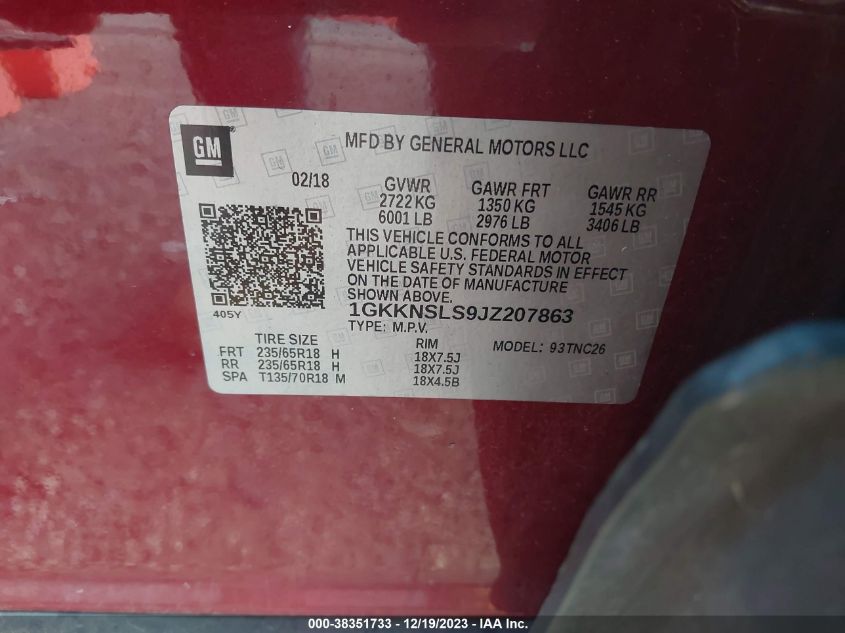 GM
MFD BY GENERAL MOTORS LLC
02/18
GVWR GAWR FRT GAWR RR
2722 KG 1350 KG 1545 KG
6001 LB 2976 LB 3406 LB
THIS VEHICLE CONFORMS TO ALL
APPLICABLE U.S. FEDERAL MOTOR
VEHICLE SAFETY STANDARDS IN EFFECT
ON THE DATE OF MANUFACTURE
SHOWN ABOVE.
405Y
1GKKNSLS9JZ207863
TYPE: M.P.V.
MODEL: 93TNC26
TIRE SIZE RIM
FRT 235/65R18 H 18X7.5J
RR 235/65R18 H 18X7.5J
SPA T135/70R18 M 18X4.5B
000-38351733 - 12/19/2023 - IAA Inc.